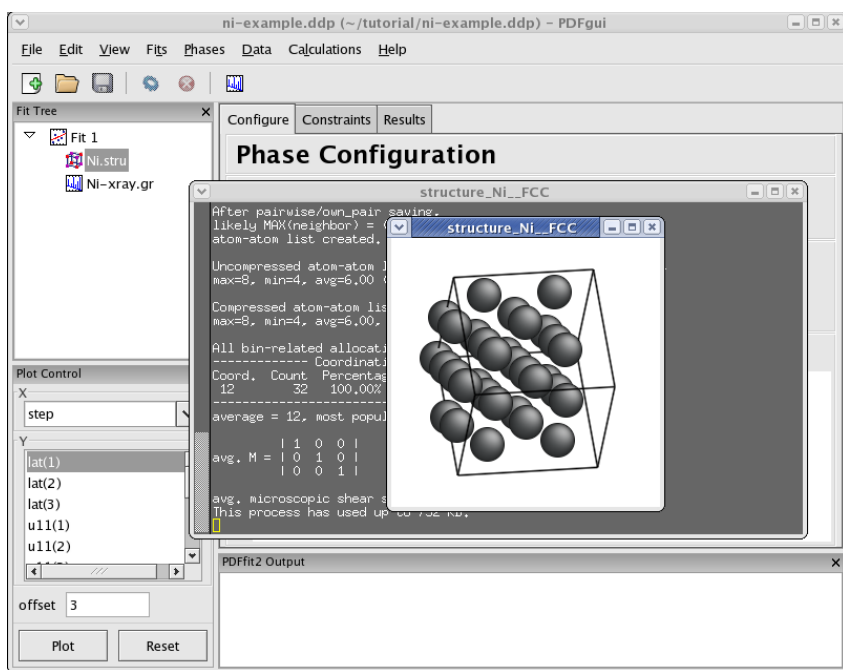 ni-example.ddp (~/tutorial/ni-example.ddp) - PDFgui
File Edit View Fits Phases Data Calculations Help
Fit Tree
Fit 1
Ni.stru
Ni-xray.gr
Configure Constraints Results
Phase Configuration
structure_Ni__FCC
After pairwise/own_pair saving,
likely MAX(neighbor) =
atom-atom list created.
Uncompressed atom-atom
max=8, min=4, avg=6.00
Compressed atom-atom lis
max=8, min=4, avg=6.00,
All bin-related allocati
------------- Coordinati
Coord. Count Percentag
12 32 100.00%
average = 12, most popul
| 1 0 0 |
avg. M = | 0 1 0 |
| 0 0 1 |
avg. microscopic shear s
This process has used up to 752 Kb.
structure_Ni__FCC
Plot Control
X
step
Y
lat(1)
lat(2)
lat(3)
u11(1)
u11(2)
offset 3
Plot Reset
PDFfit2 Output